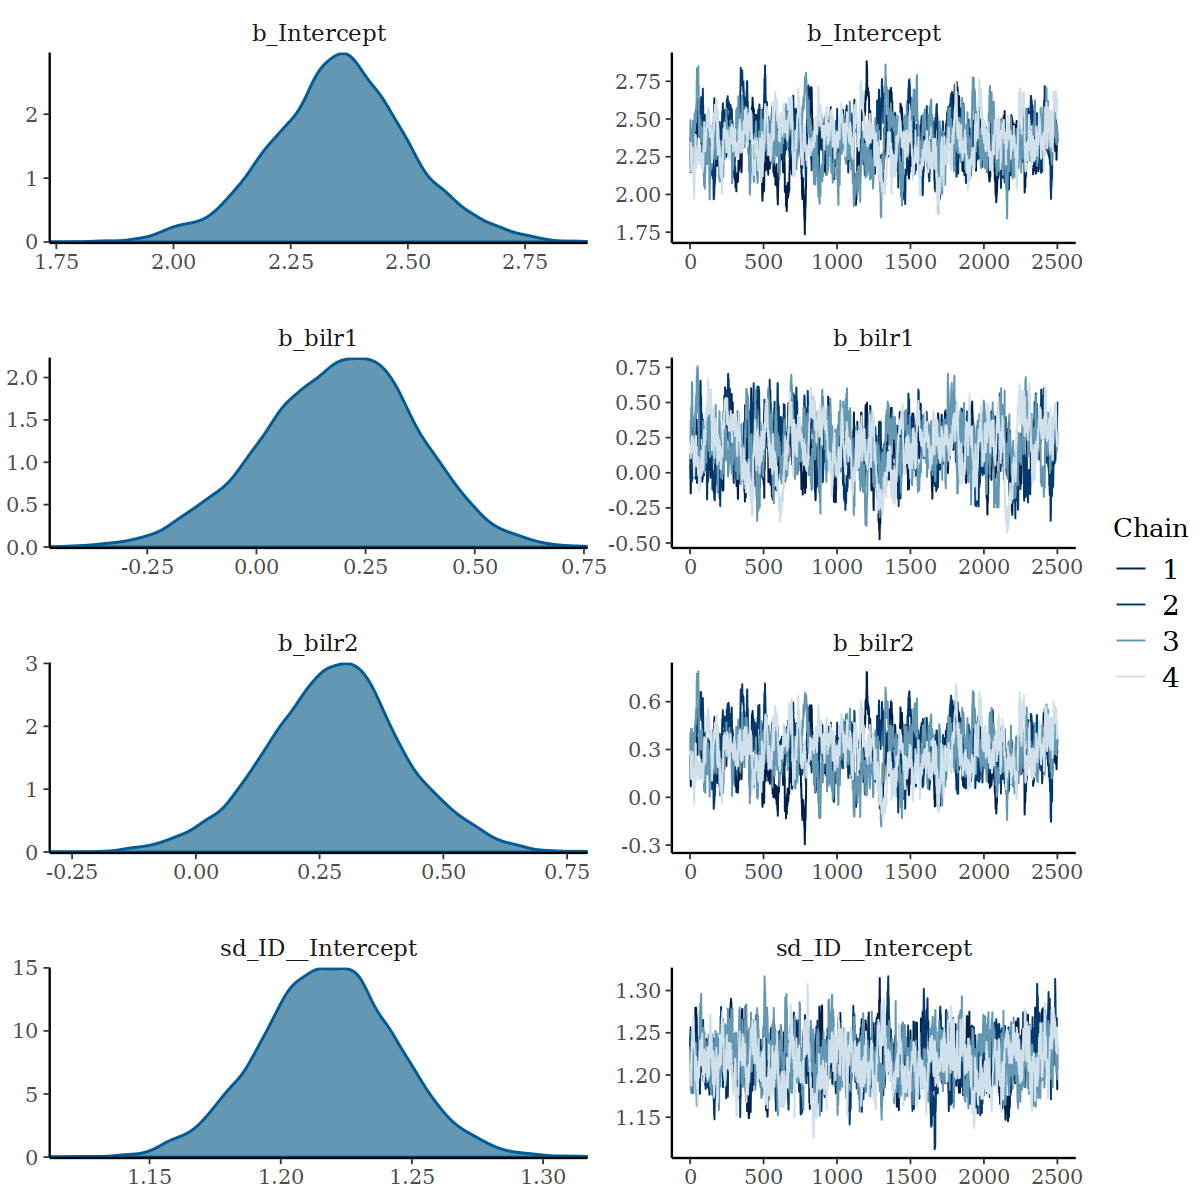 b_Intercept
b_Intercept
2
1
0
1.75 2.00 2.25 2.50 2.75
2.75
2.50
2.25
2.00
1.75
0 500 1000 1500 2000 2500
b_bilr1
b_bilr1
2.0
1.5
1.0
0.5
0.0
-0.25 0.00 0.25 0.50 0.75
0.75
0.50
0.25
0.00
-0.25
-0.50
0 500 1000 1500 2000 2500
b_bilr2
b_bilr2
3
2
1
0
-0.25 0.00 0.25 0.50 0.75
0.6
0.3
0.0
-0.3
0 500 1000 1500 2000 2500
sd_ID__Intercept
sd_ID__Intercept
15
10
5
0
1.15 1.20 1.25 1.30
1.30
1.25
1.20
1.15
0 500 1000 1500 2000 2500
Chain
1
2
3
4